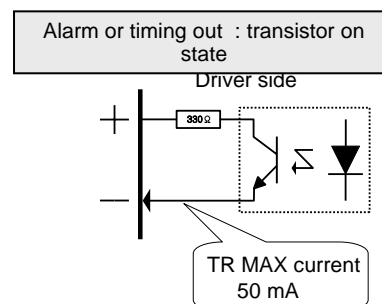 Alarm or timing out : transistor on
state
Driver side
330Ω
TR MAX current
50 mA